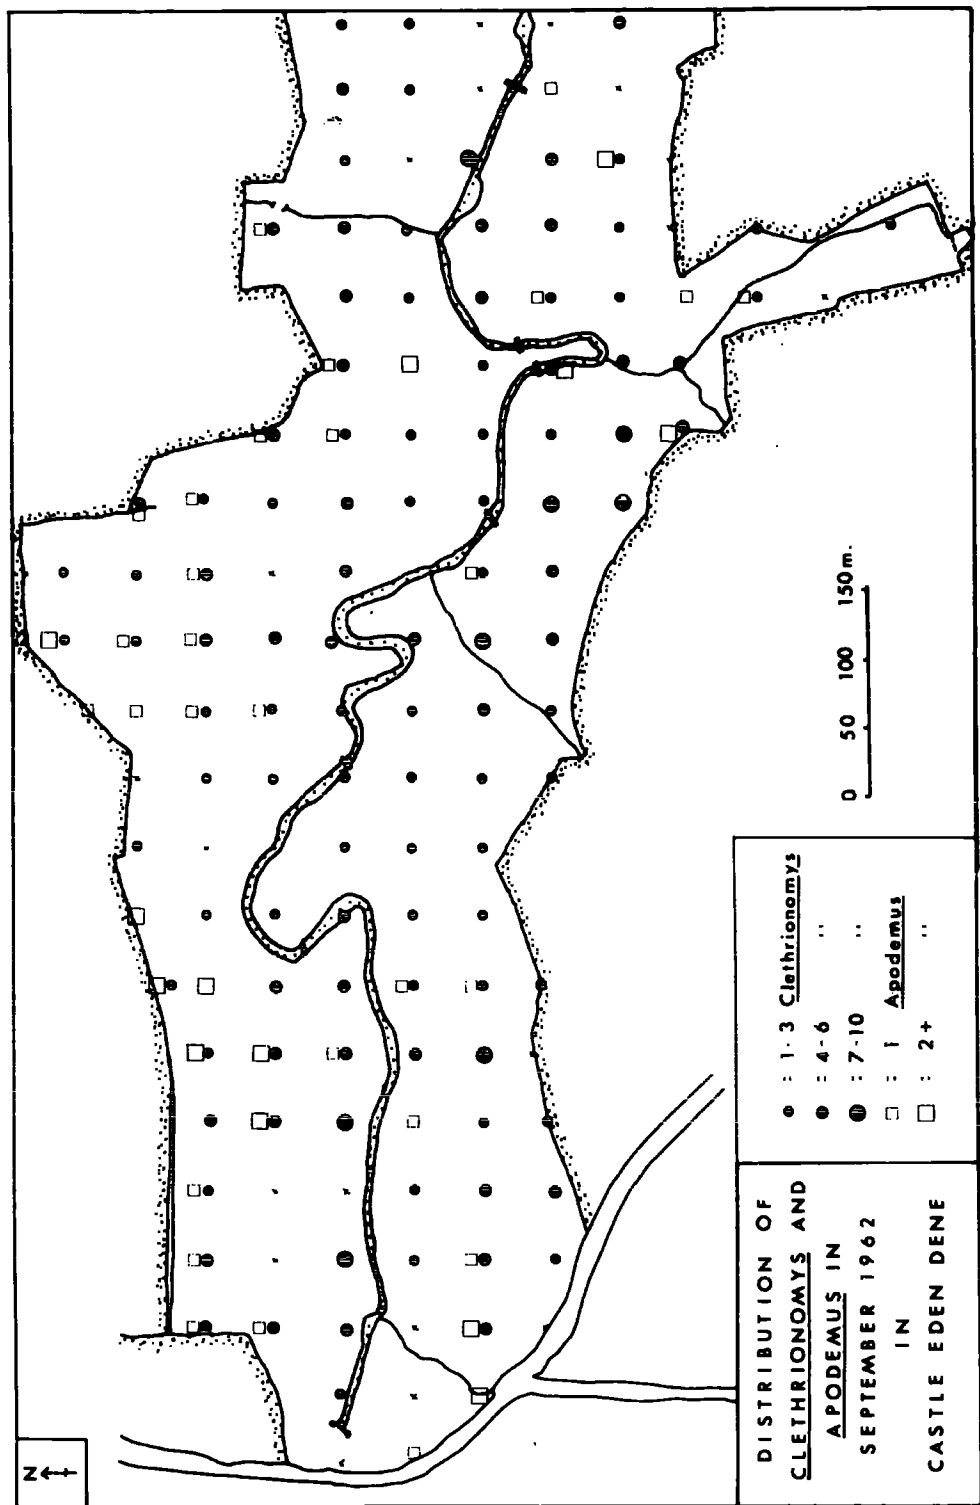 N
0 50 100 150 m.
DISTRIBUTION OF
CLETHRIONOMYS AND
APODEMUS IN
SEPTEMBER 1962
IN
CASTLE EDEN DENE
= 1-3 Clethrionomys
= 4-6 "
: 7-10 "
: 1 Apodemus
: 2+ "